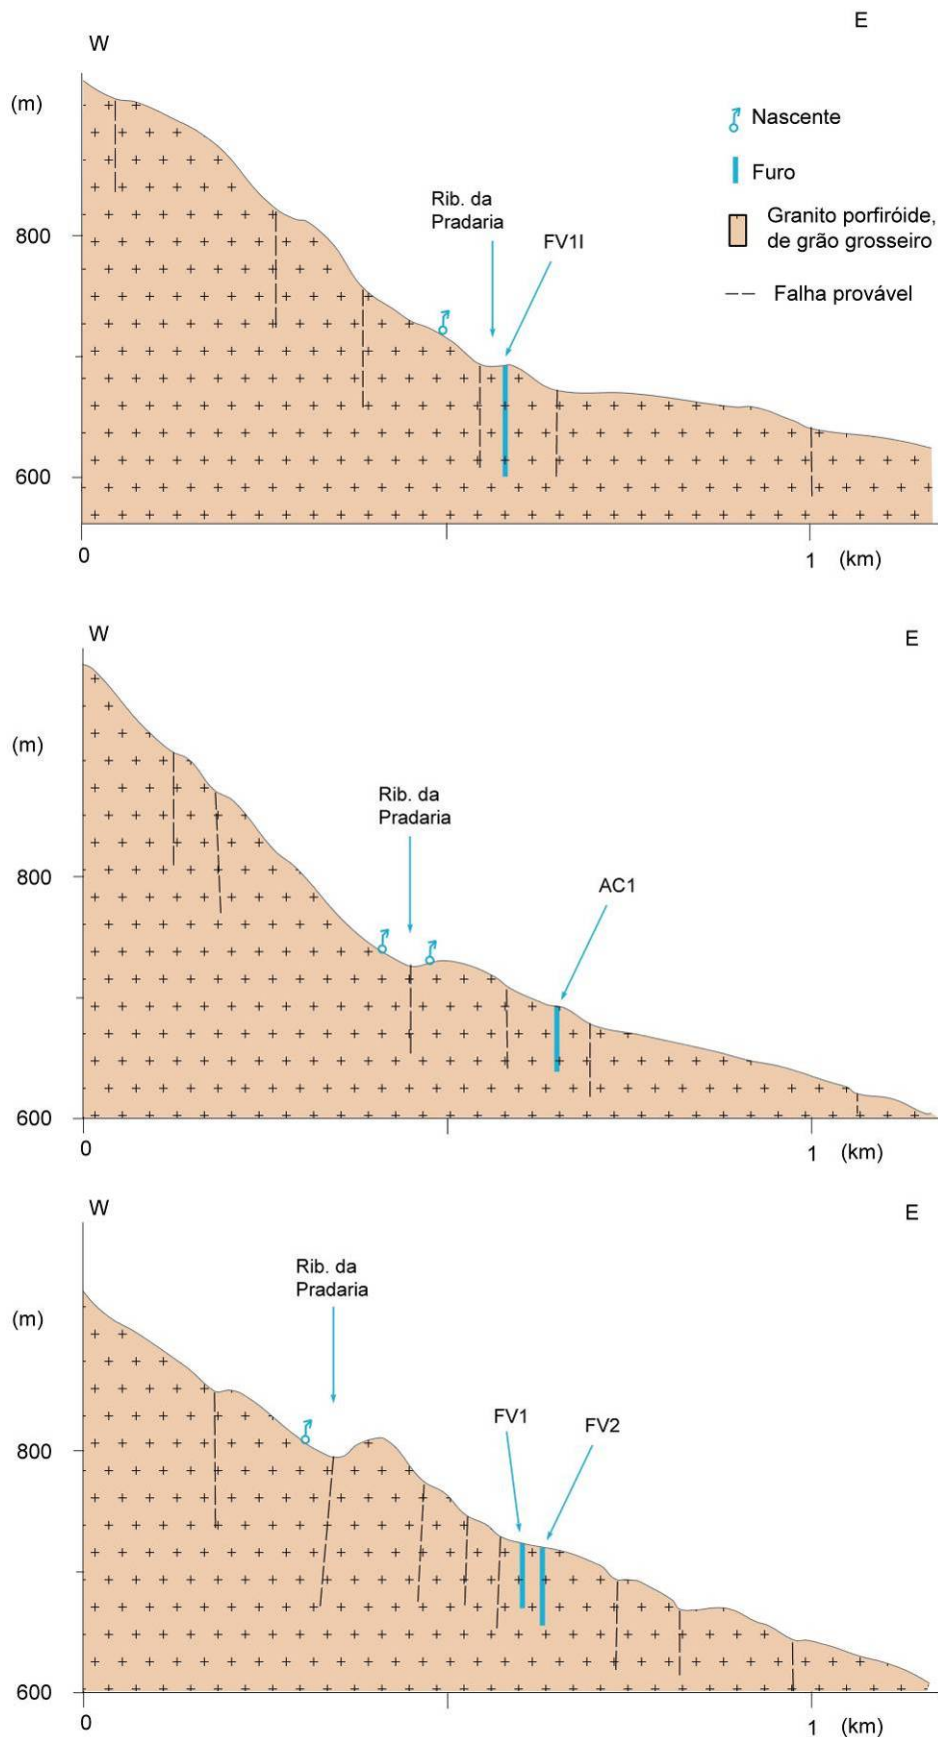 E
W
(m)
Nascente
Furo
Rib. da
Pradaria
Granito porfiróide,
de grão grosseiro
800
FV1I
Falha provável
600
0
1
(km)
W
E
(m)
Rib. da
Pradaria
800
AC1
600
0
1
(km)
W
E
Rib. da
Pradaria
(m)
FV1
FV2
800
600
0
1
(km)